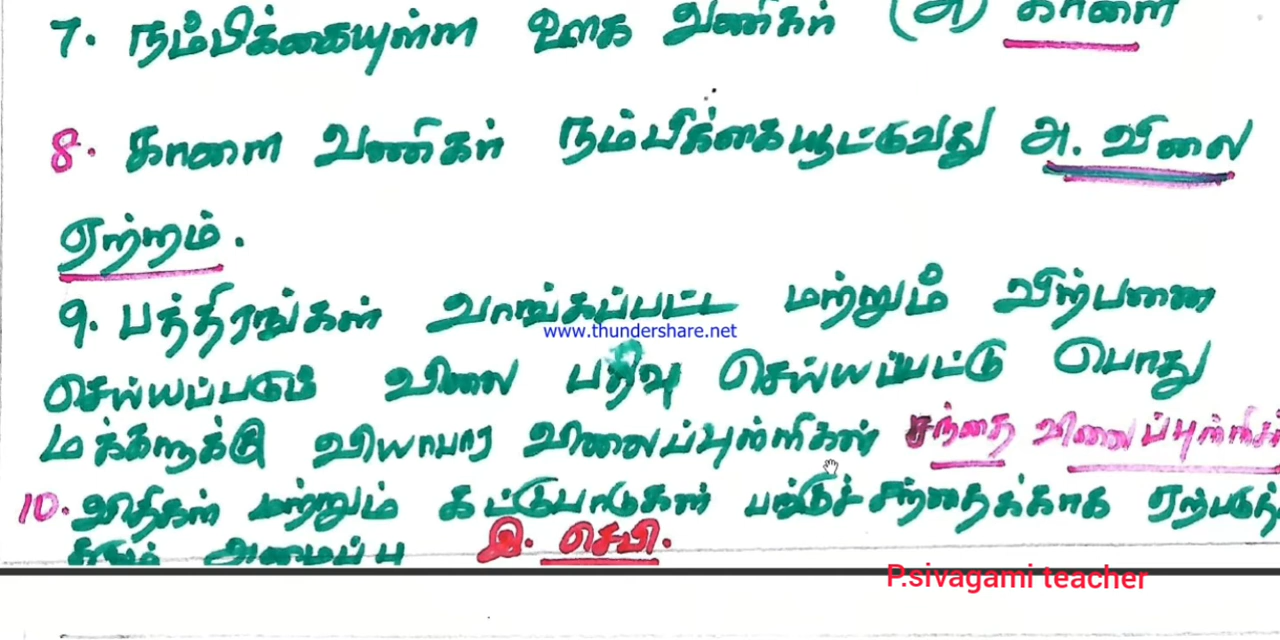 7. நம்பிக்கையுள்ள ஊக வணிகர் (அ) காளை
8. காளை வணிகர் நம்பிக்கையூட்டுவது அ. விலை
ஏற்றம்.
9. பத்திரங்கள் வாங்கப்பட்ட மற்றும் விற்பனை
www.thundershare.net
செய்யப்படும் விலை பதிவு செய்யப்பட்டு பொது
மக்களுக்கு வியாபார விலைப்புள்ளிகள் சந்தை விலைப்புள்ளிகள்
10. விதிகள் மற்றும் கட்டுபாடுகள் பங்குச்சந்தைக்காக ஏற்படுத்
தும் அமைப்பு இ. செபி.
P.sivagami teacher